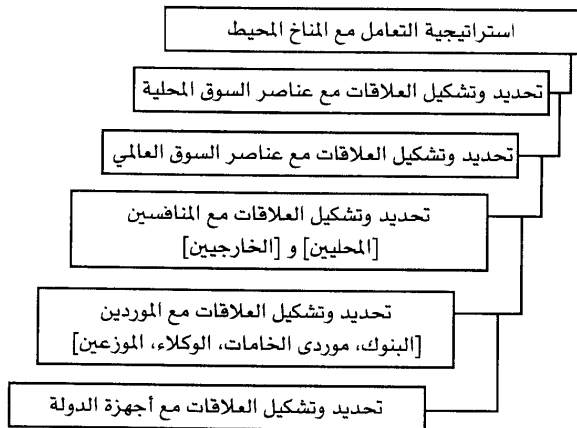 استراتيجية التعامل مع المناخ المحيط
تحديد وتشكيل العلاقات مع عناصر السوق المحلية
تحديد وتشكيل العلاقات مع عناصر السوق العالمي
تحديد وتشكيل العلاقات مع المنافسين
[المحليين] و [الخارجيين]
تحديد وتشكيل العلاقات مع الموردين
[البنوك، موردى الخامات، الوكلاء، الموزعين]
تحديد وتشكيل العلاقات مع أجهزة الدولة